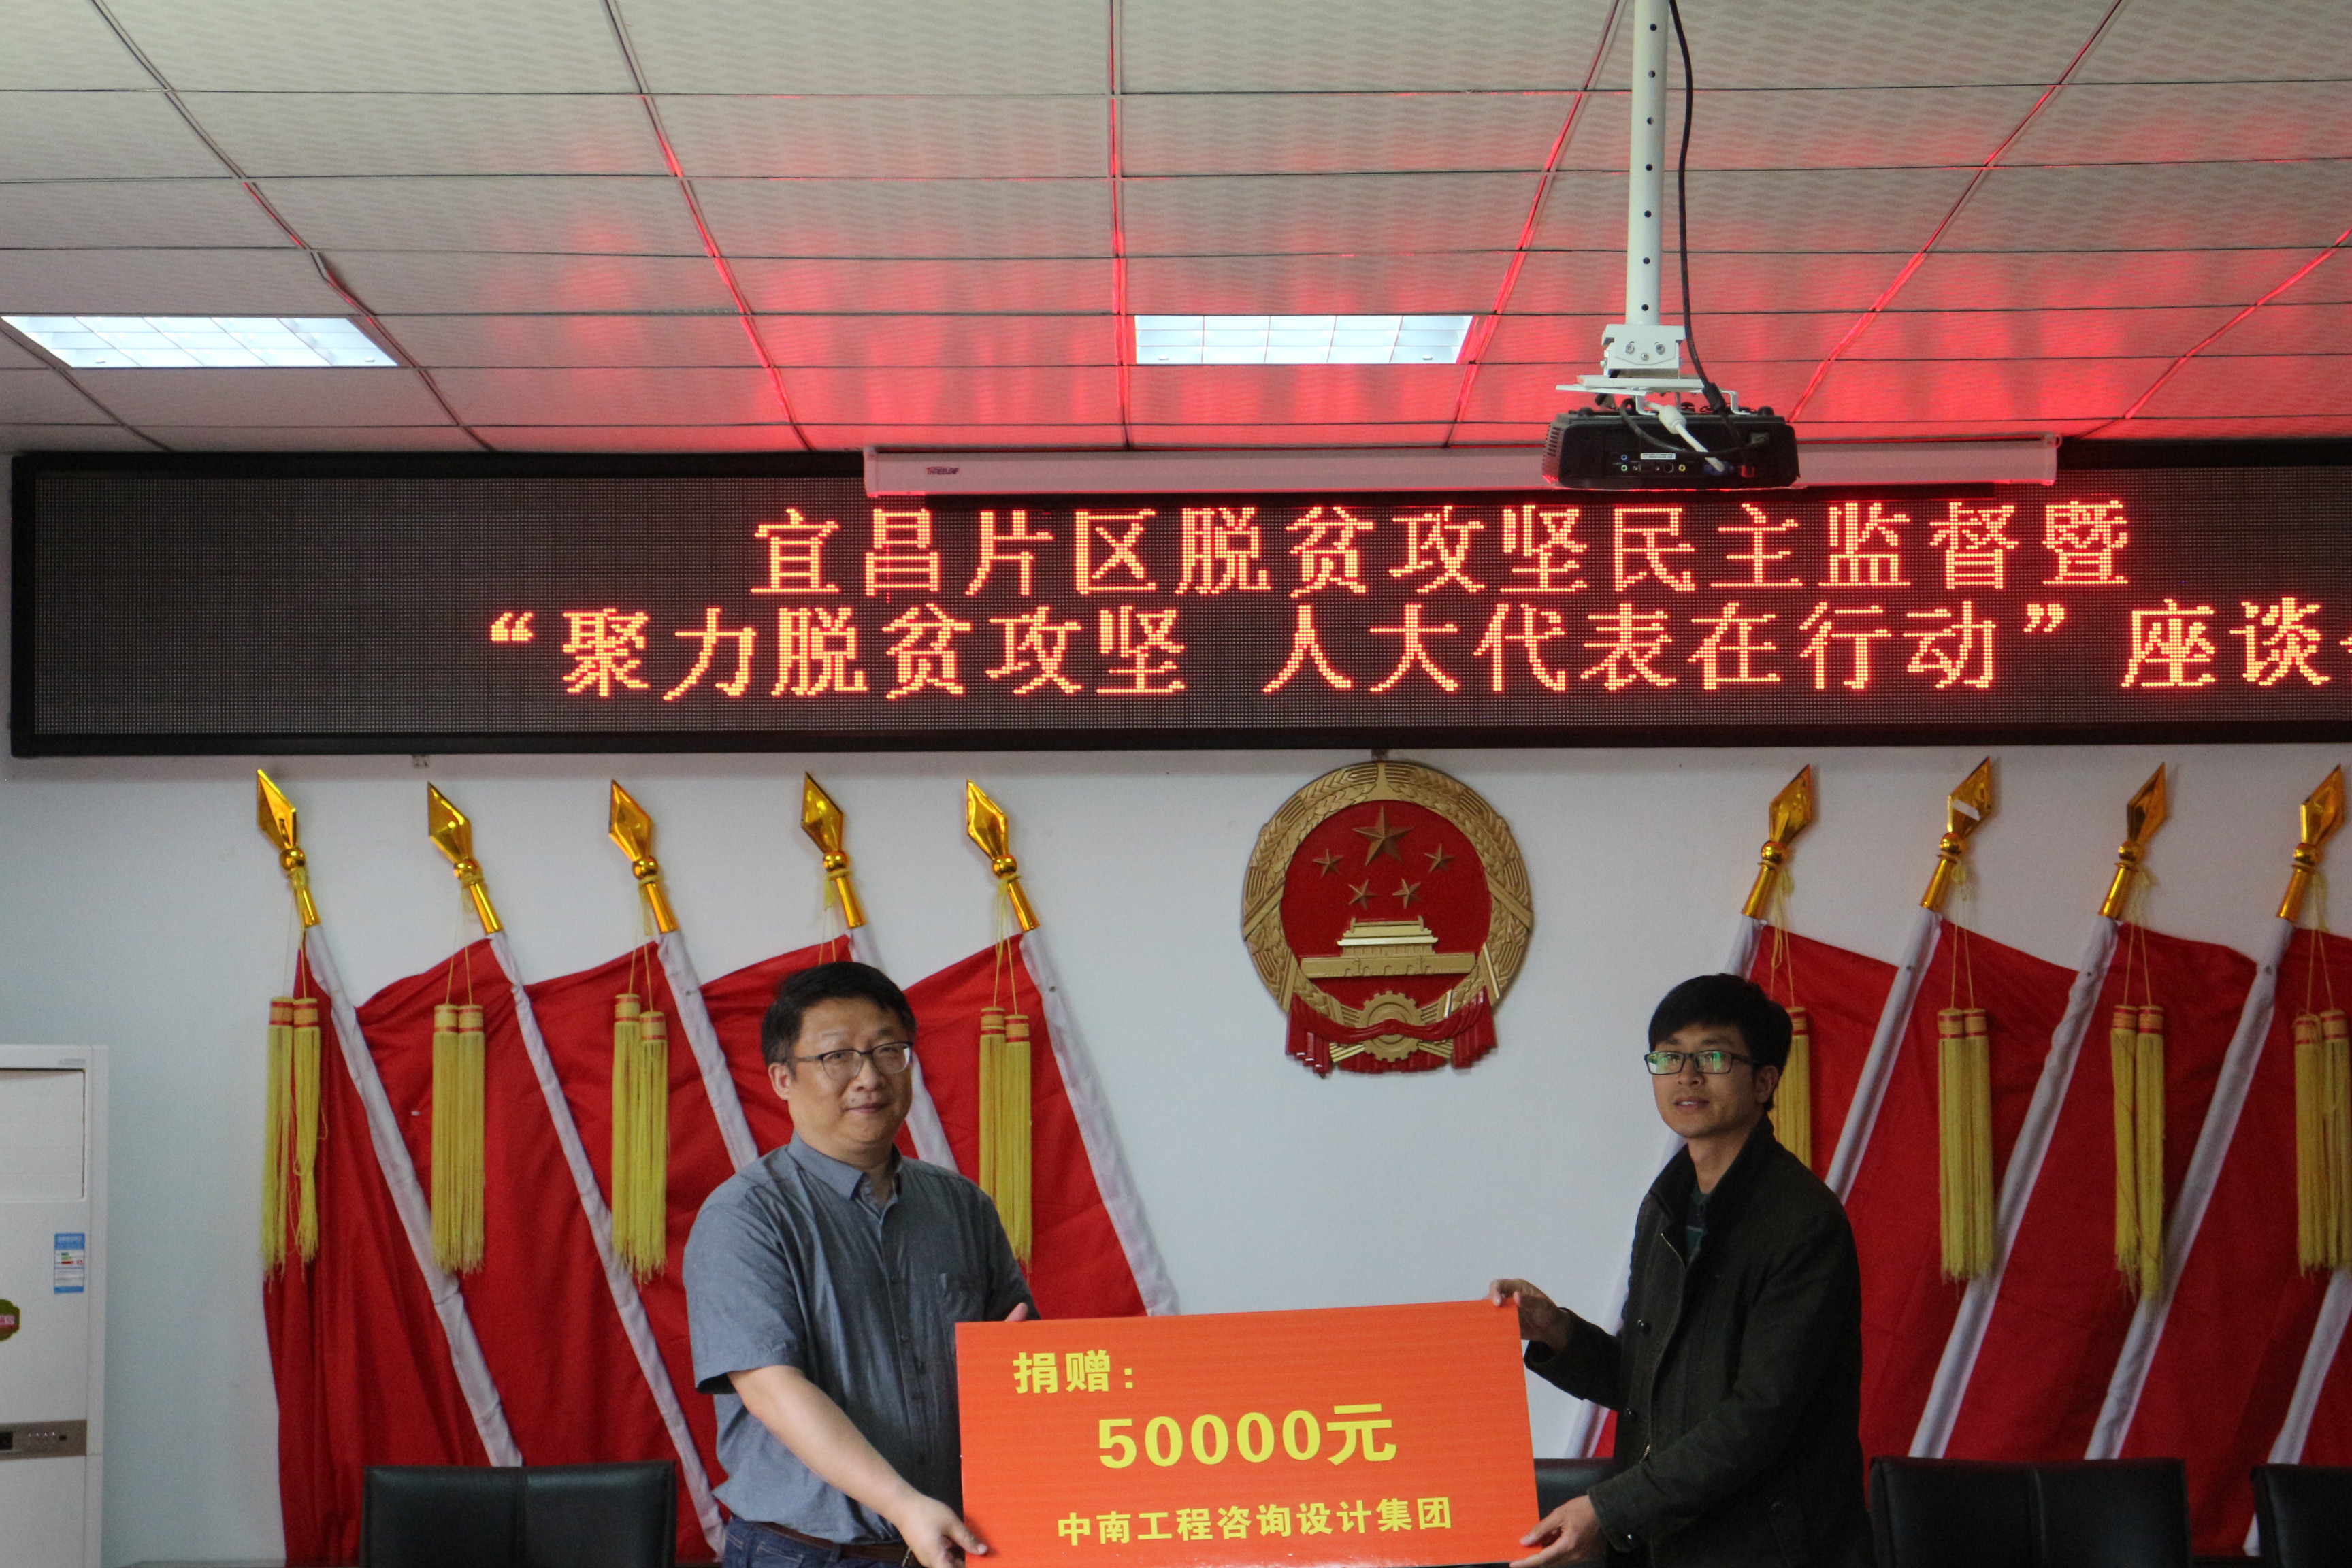 宜昌片区脱贫攻坚民主监督暨
“聚力脱贫攻坚 人大代表在行动”座谈
捐赠：
50000元
中南工程咨询设计集团